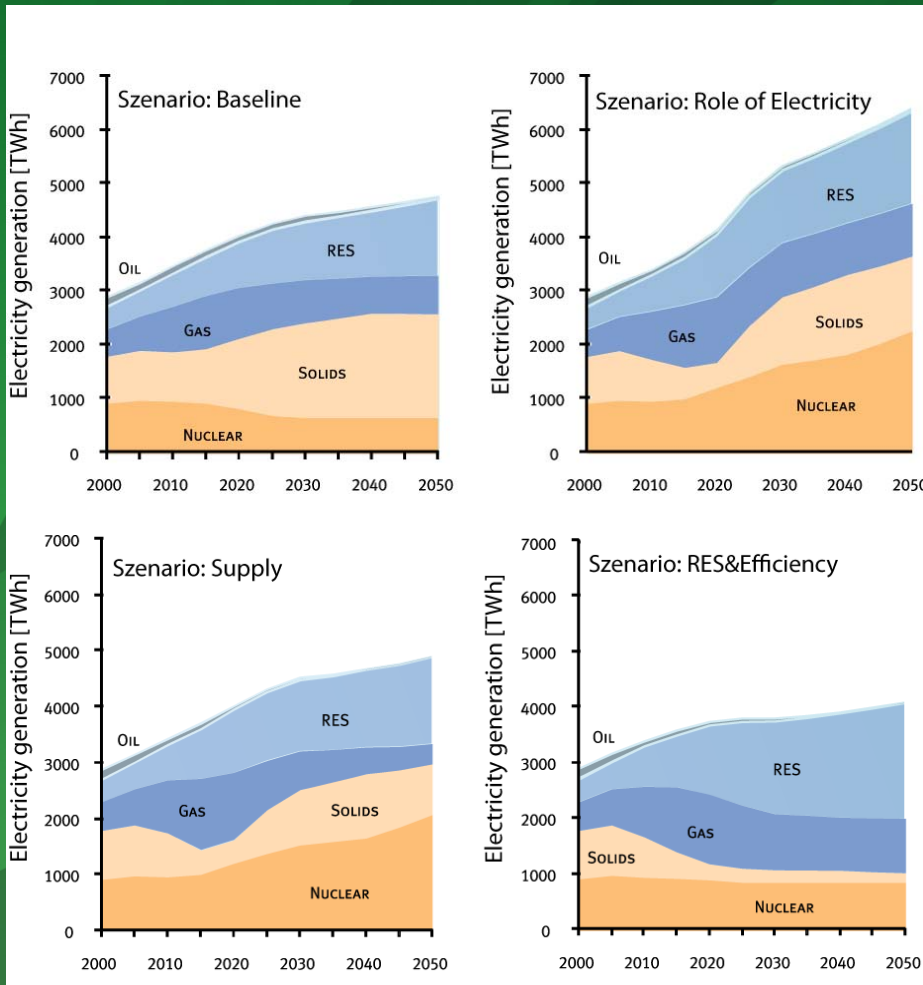 Szenario: Baseline
Electricity generation [TWh]
7000
6000
5000
4000
3000
2000
1000
0
OIL
RES
GAS
SOLIDS
NUCLEAR
2000 2010 2020 2030 2040 2050
Szenario: Role of Electricity
Electricity generation [TWh]
7000
6000
5000
4000
3000
2000
1000
0
OIL
RES
GAS
SOLIDS
NUCLEAR
2000 2010 2020 2030 2040 2050
Szenario: Supply
Electricity generation [TWh]
7000
6000
5000
4000
3000
2000
1000
0
OIL
RES
GAS
SOLIDS
NUCLEAR
2000 2010 2020 2030 2040 2050
Szenario: RES&Efficiency
Electricity generation [TWh]
7000
6000
5000
4000
3000
2000
1000
0
OIL
RES
GAS
SOLIDS
NUCLEAR
2000 2010 2020 2030 2040 2050